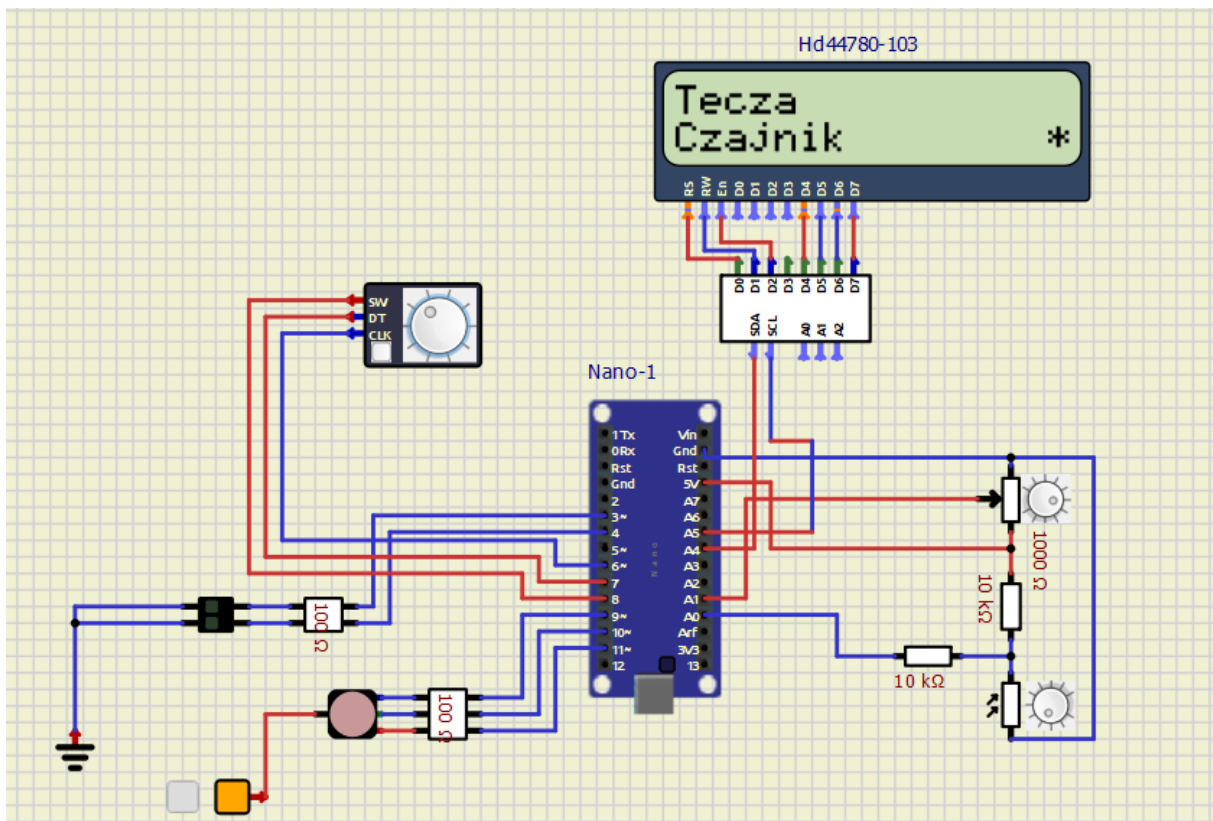 Hd44780-103
Tecza
Czajnik *
RS RW En D0 D1 D2 D3 D4 D5 D6 D7
D0 D1 D2 D3 D4 D5 D6 D7
SDA SCL A0 A1 A2
SW
DT
CLK
Nano-1
1Tx Vin
0Rx Gnd
Rst Rst
Gnd 5V
2 A7
3~ A6
4 A5
5~ A4
6~ A3
7 A2
8 A1
9~ A0
10~ Arf
11~ 3V3
12 13
Nano
1000 Ω
10 kΩ
10 kΩ
100 Ω
100 Ω